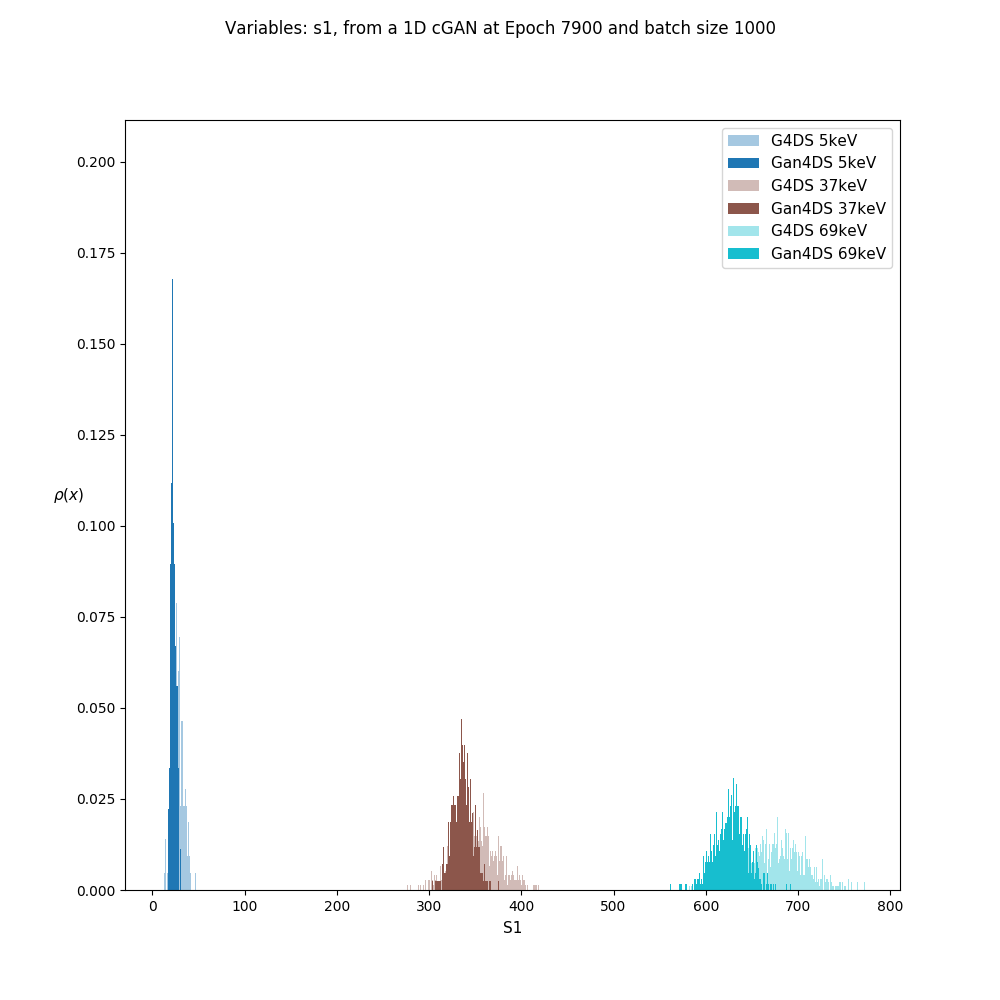 Variables: s1, from a 1D cGAN at Epoch 7900 and batch size 1000
G4DS 5keV
Gan4DS 5keV
G4DS 37keV
Gan4DS 37keV
G4DS 69keV
Gan4DS 69keV
0.200
0.175
0.150
0.125
ρ(x)
0.100
0.075
0.050
0.025
0.000
0 100 200 300 400 500 600 700 800
S1